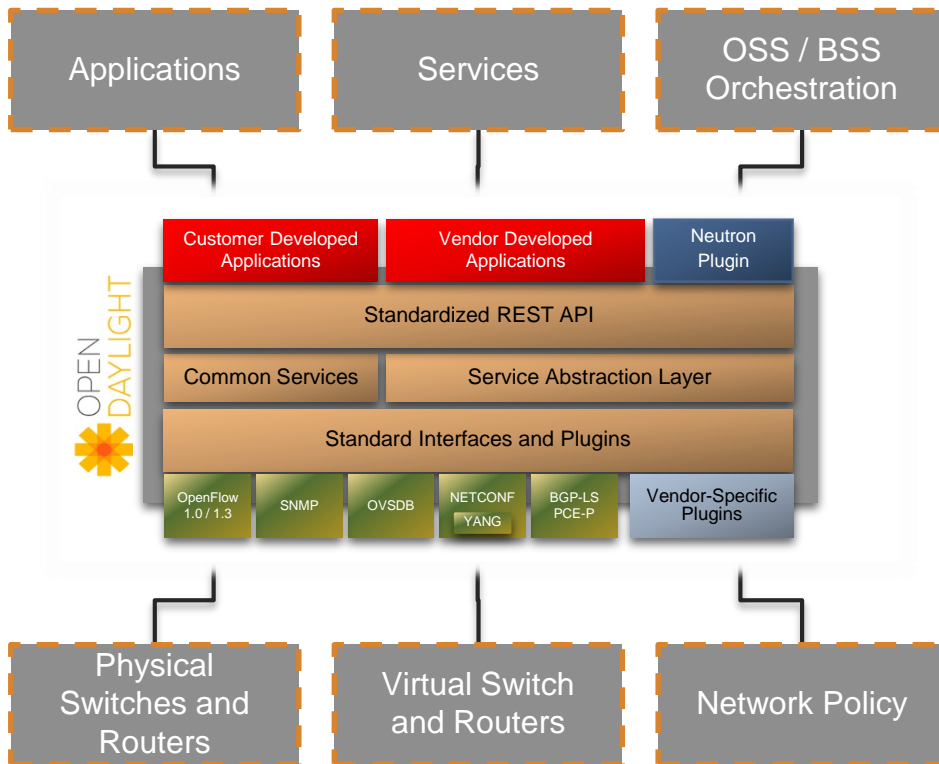 Applications
Services
OSS / BSS
Orchestration
Customer Developed
Applications
Vendor Developed
Applications
Neutron
Plugin
Standardized REST API
OPEN
DAYLIGHT
Common Services
Service Abstraction Layer
Standard Interfaces and Plugins
OpenFlow
1.0 / 1.3
SNMP
OVSDB
NETCONF
YANG
BGP-LS
PCE-P
Vendor-Specific
Plugins
Physical
Switches and
Routers
Virtual Switch
and Routers
Network Policy